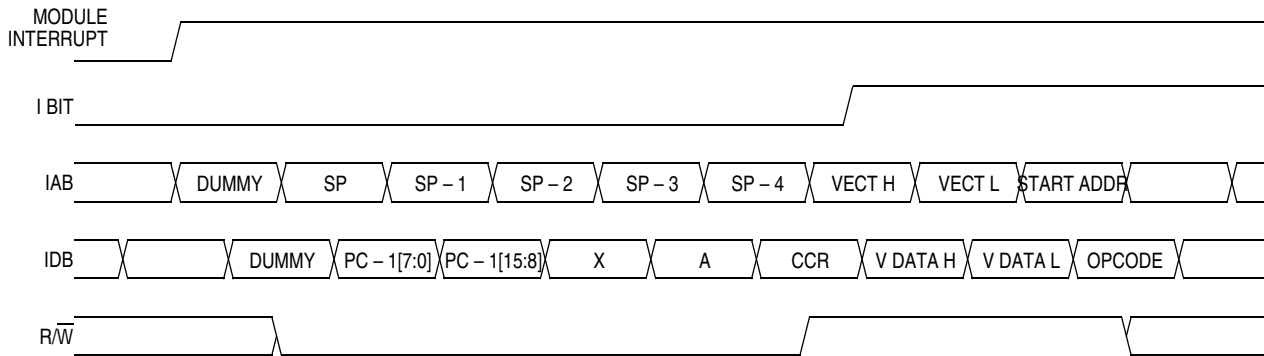 MODULE
INTERRUPT
I BIT
IAB DUMMY SP SP – 1 SP – 2 SP – 3 SP – 4 VECT H VECT L START ADDR
IDB DUMMY PC – 1[7:0] PC – 1[15:8] X A CCR V DATA H V DATA L OPCODE
R/W̅